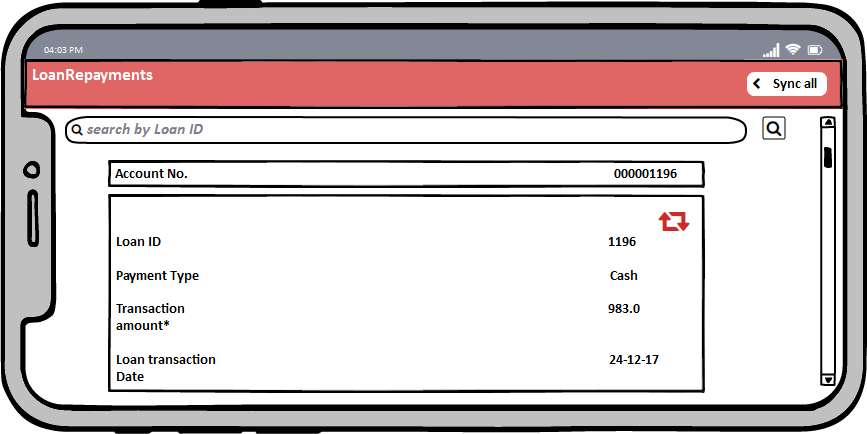 04:03 PM
LoanRepayments
Sync all
search by Loan ID
Account No. 000001196
Loan ID 1196
Payment Type Cash
Transaction
amount* 983.0
Loan transaction
Date 24-12-17